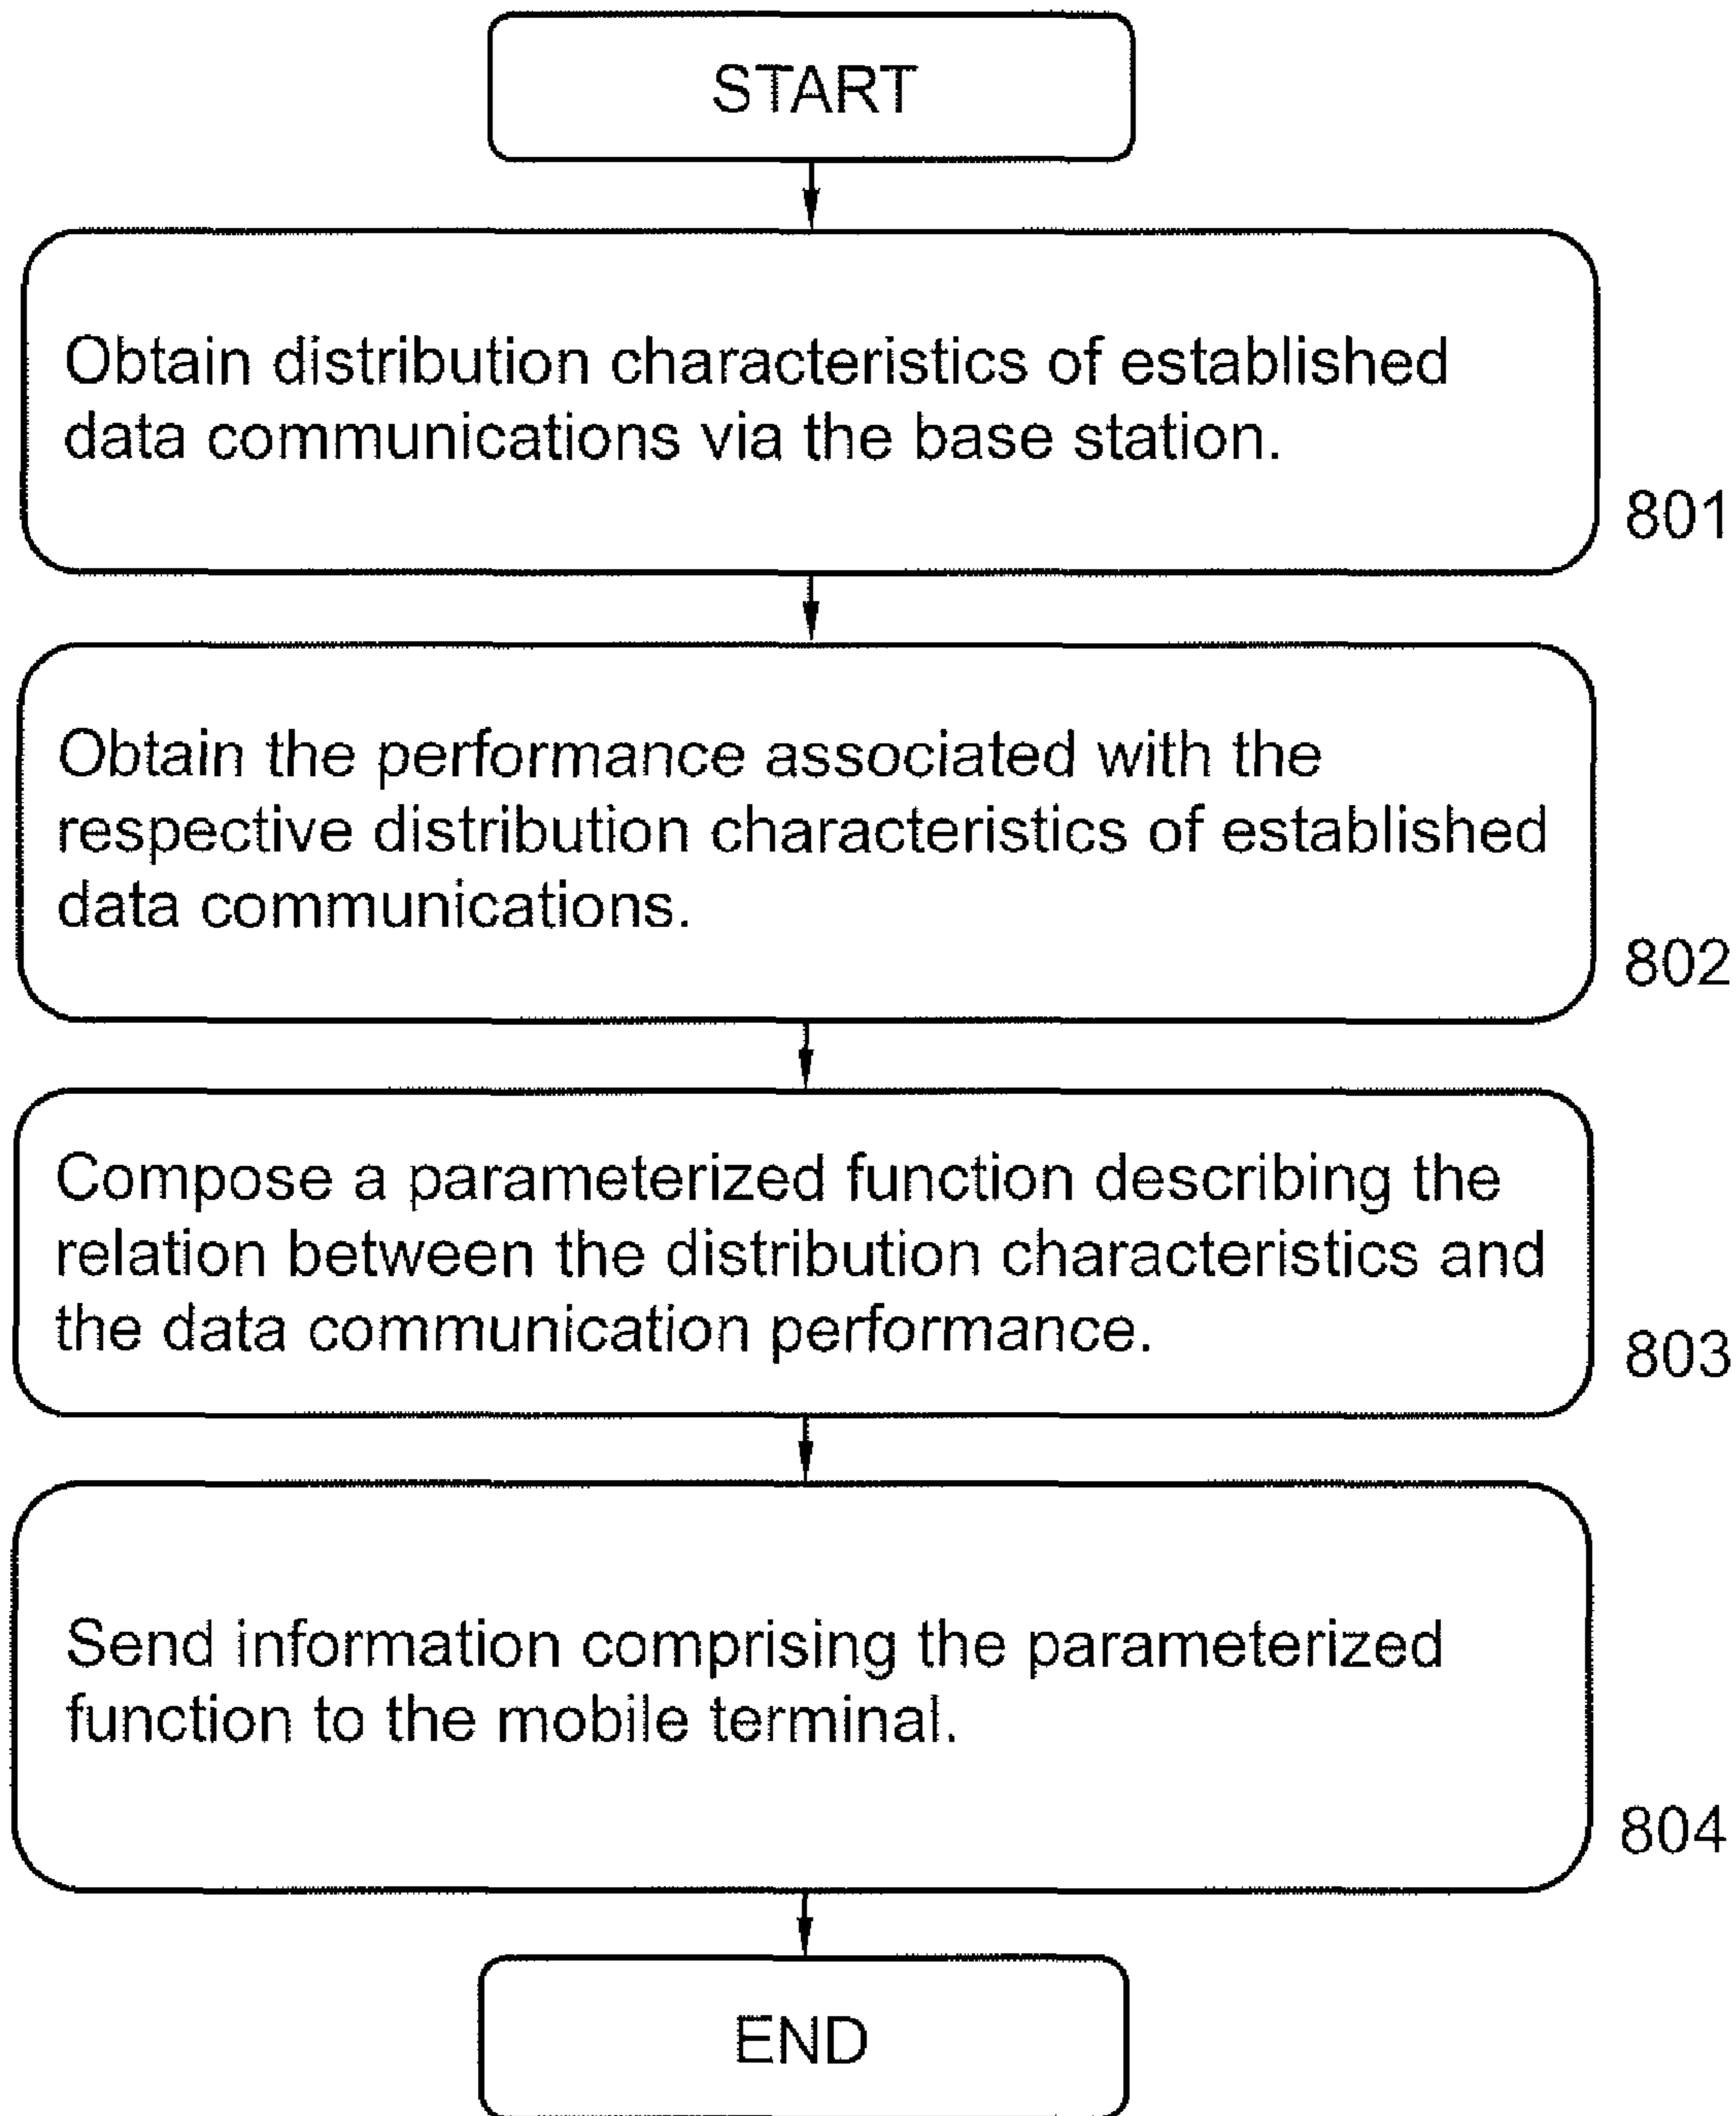 START
Obtain distribution characteristics of established
data communications via the base station.
801
Obtain the performance associated with the
respective distribution characteristics of established
data communications.
802
Compose a parameterized function describing the
relation between the distribution characteristics and
the data communication performance.
803
Send information comprising the parameterized
function to the mobile terminal.
804
END